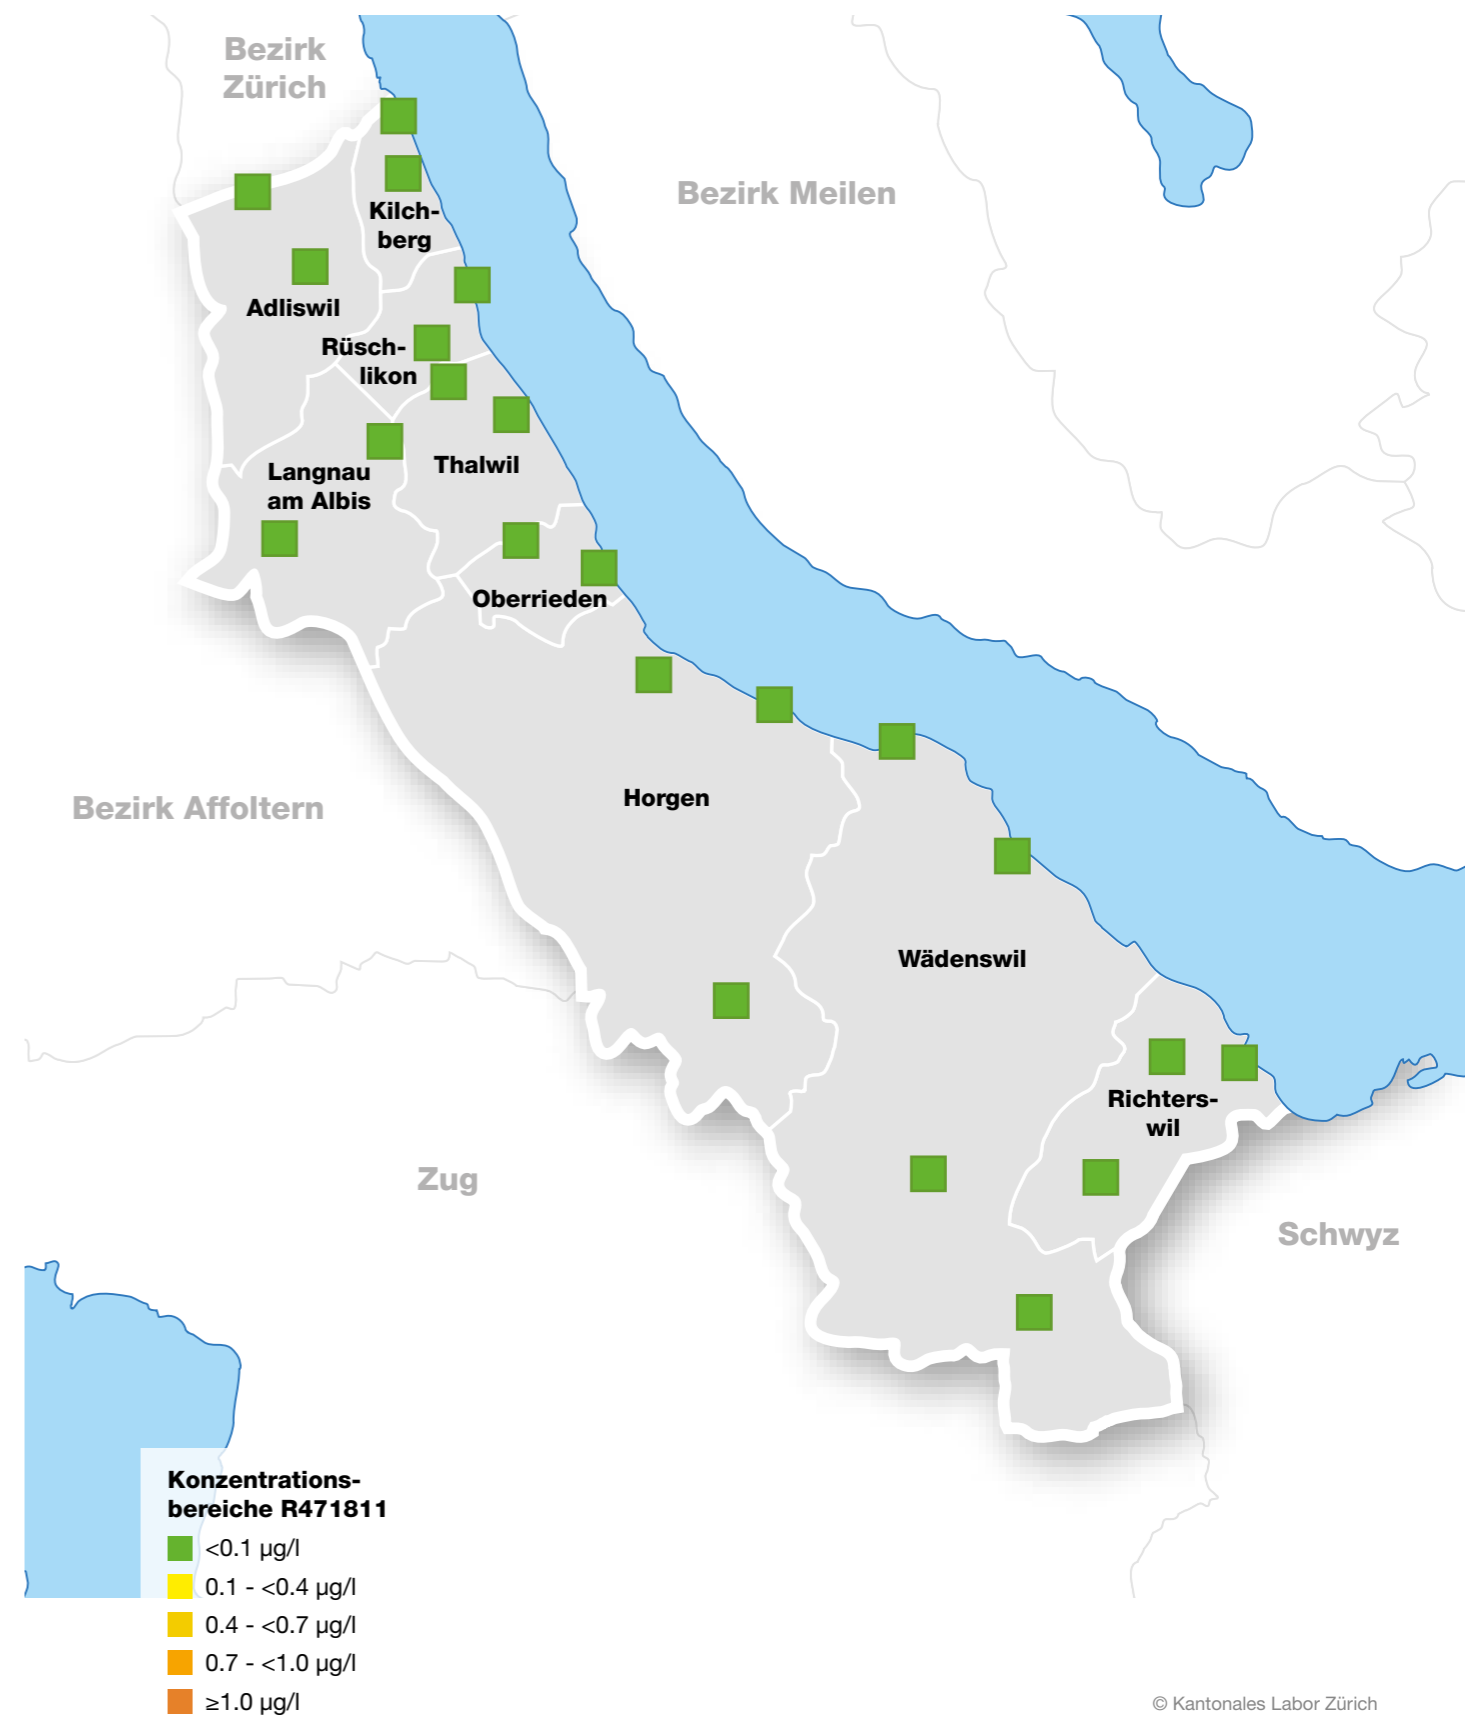 Bezirk
Zürich
Bezirk Meilen
Kilch-
berg
Adliswil
Rüsch-
likon
Langnau
am Albis
Thalwil
Oberrieden
Horgen
Bezirk Affoltern
Wädenswil
Richters-
wil
Zug
Schwyz
Konzentrations-
bereiche R471811
<0.1 µg/l
0.1 - <0.4 µg/l
0.4 - <0.7 µg/l
0.7 - <1.0 µg/l
≥1.0 µg/l
© Kantonales Labor Zürich